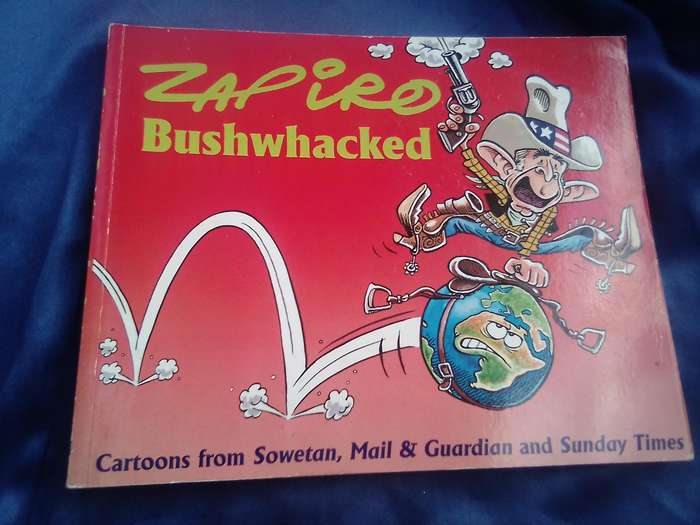 ZAPIRO
Bushwhacked
Cartoons from Sowetan, Mail & Guardian and Sunday Times